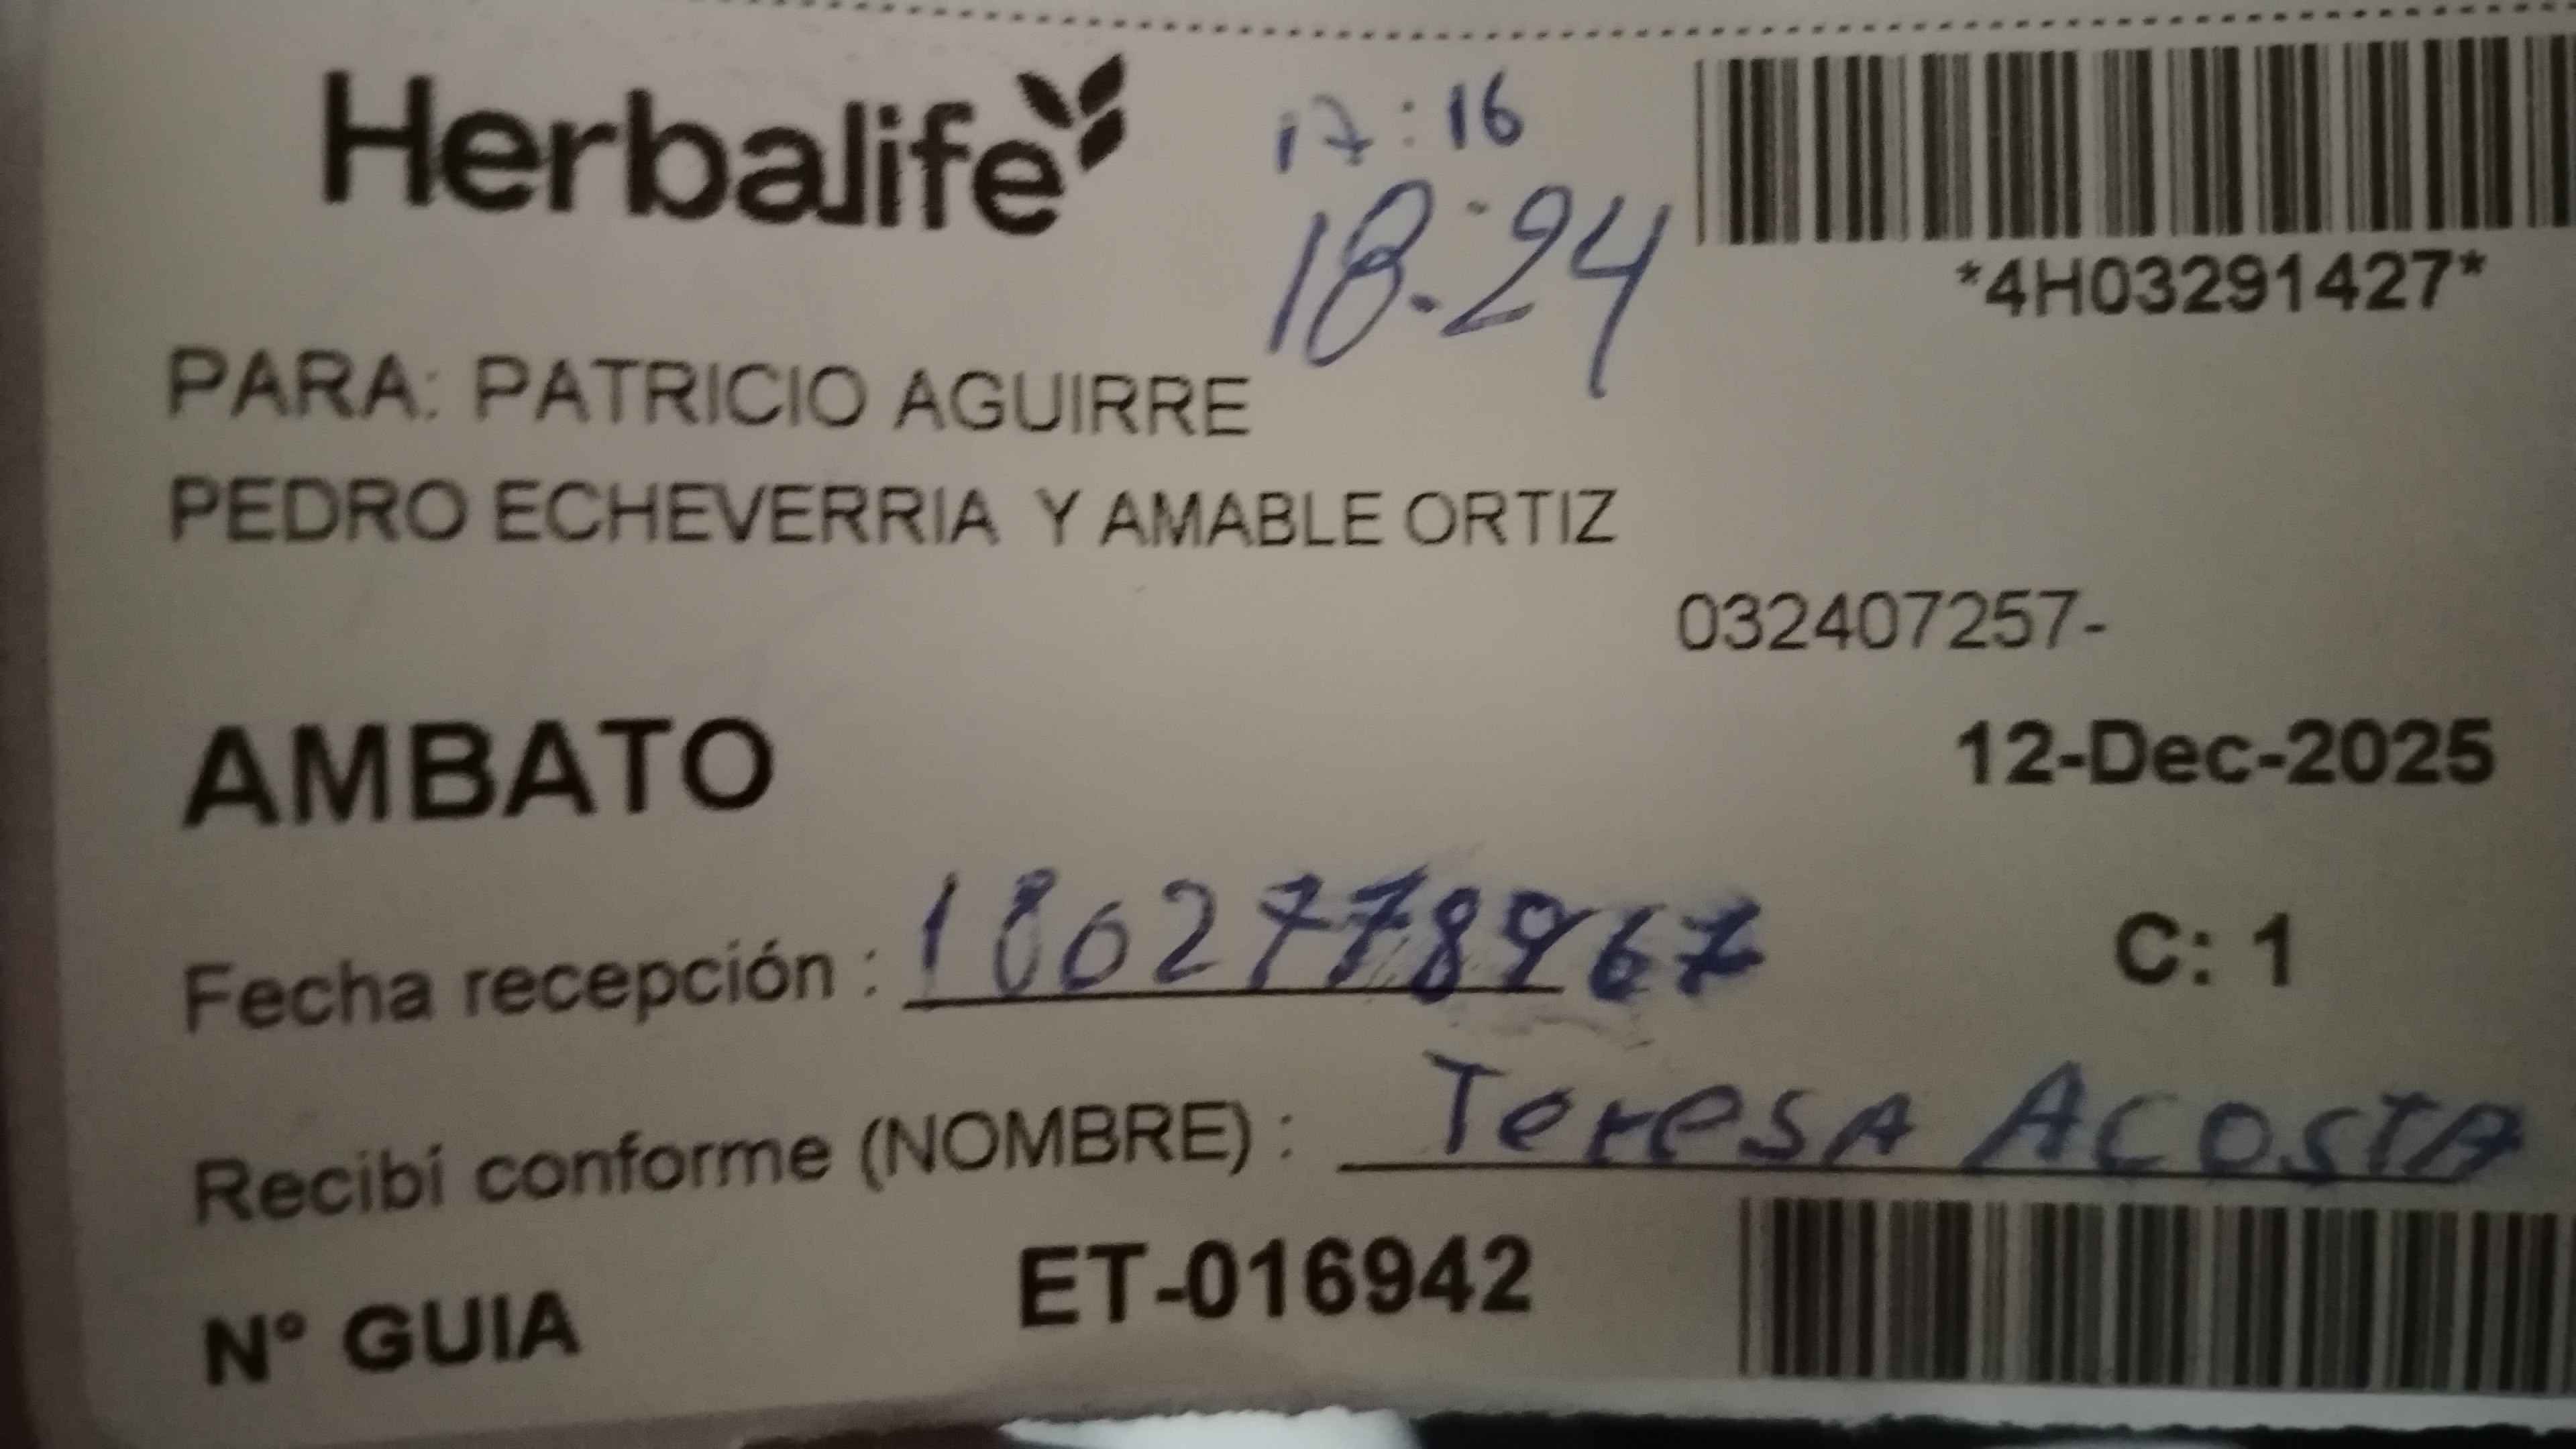 Herbalife
17:16
18:24
*4H03291427*
PARA: PATRICIO AGUIRRE
PEDRO ECHEVERRIA Y AMABLE ORTIZ
032407257-
AMBATO
12-Dec-2025
Fecha recepción :
C: 1
Recibí conforme (NOMBRE) : Teresa Acosta
N° GUIA ET-016942